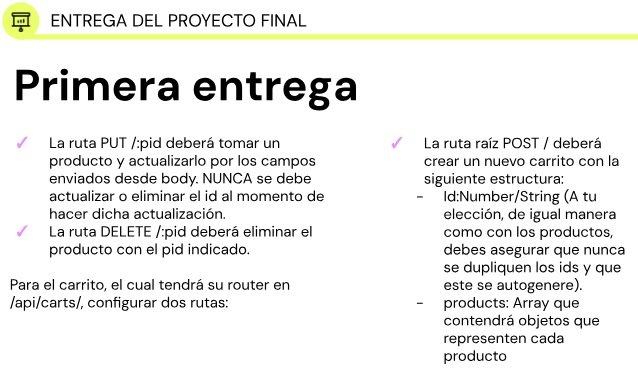 ENTREGA DEL PROYECTO FINAL
Primera entrega
✓ La ruta PUT /:pid deberá tomar un
producto y actualizarlo por los campos
enviados desde body. NUNCA se debe
actualizar o eliminar el id al momento de
hacer dicha actualización.
✓ La ruta DELETE /:pid deberá eliminar el
producto con el pid indicado.
Para el carrito, el cual tendrá su router en
/api/carts/, configurar dos rutas:
✓ La ruta raíz POST / deberá
crear un nuevo carrito con la
siguiente estructura:
- Id:Number/String (A tu
elección, de igual manera
como con los productos,
debes asegurar que nunca
se dupliquen los ids y que
este se autogenere).
- products: Array que
contendrá objetos que
representen cada
producto